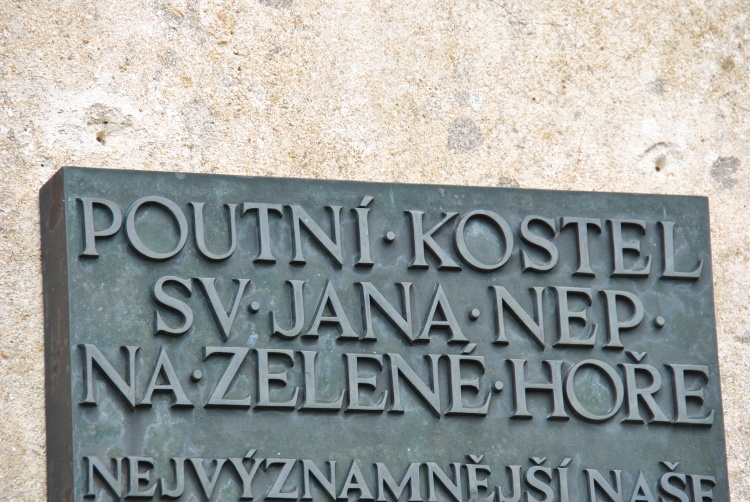 POUTNÍ·KOSTEL
SV·JANA·NEP·
NA·ZELENÉ·HOŘE
NEJVÝZNAMNĚJŠÍ NAŠE